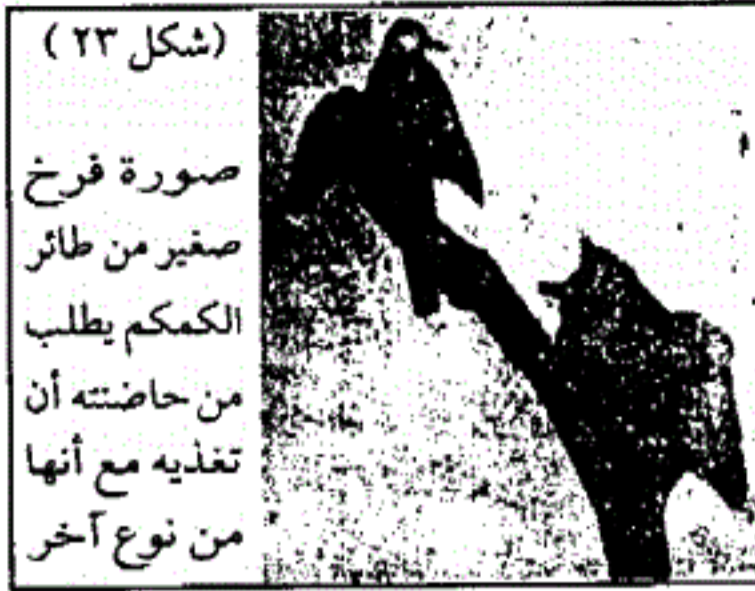 (شكل ٢٣)
صورة فرخ
صغير من طائر
الكمكم يطلب
من حاضنته أن
تغذيه مع أنها
من نوع آخر